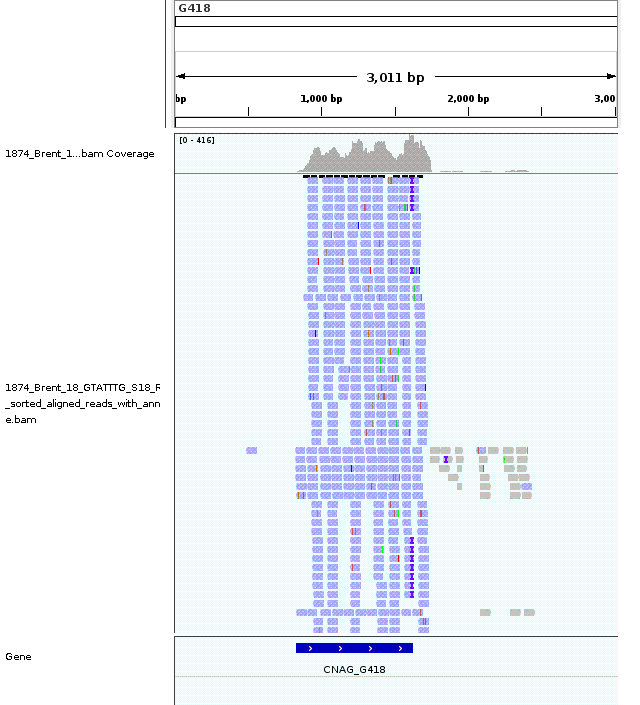 G418
3,011 bp
bp
1,000 bp
2,000 bp
3,00
[0 - 416]
1874_Brent_1...bam Coverage
1874_Brent_18_GTATTTG_S18_R
_sorted_aligned_reads_with_ann
e.bam
Gene
CNAG_G418